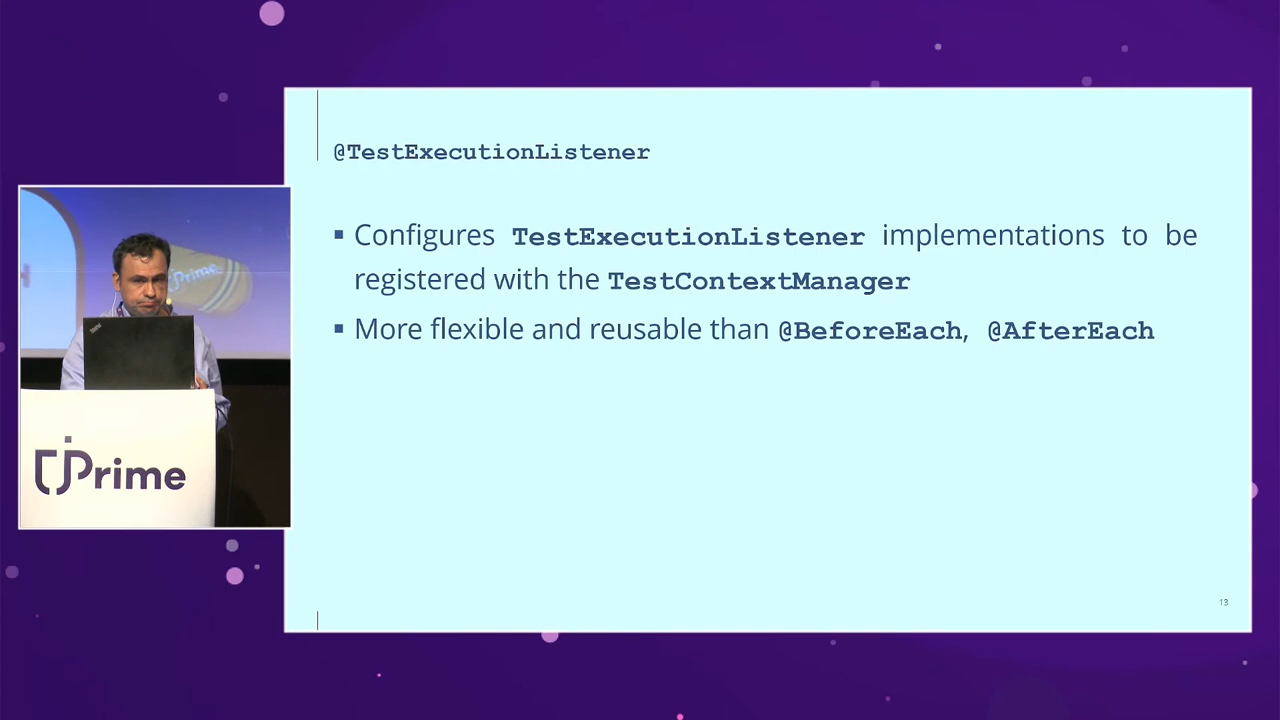 @TestExecutionListener
▪ Configures TestExecutionListener implementations to be
registered with the TestContextManager
▪ More flexible and reusable than @BeforeEach, @AfterEach
Prime
jPrime
13